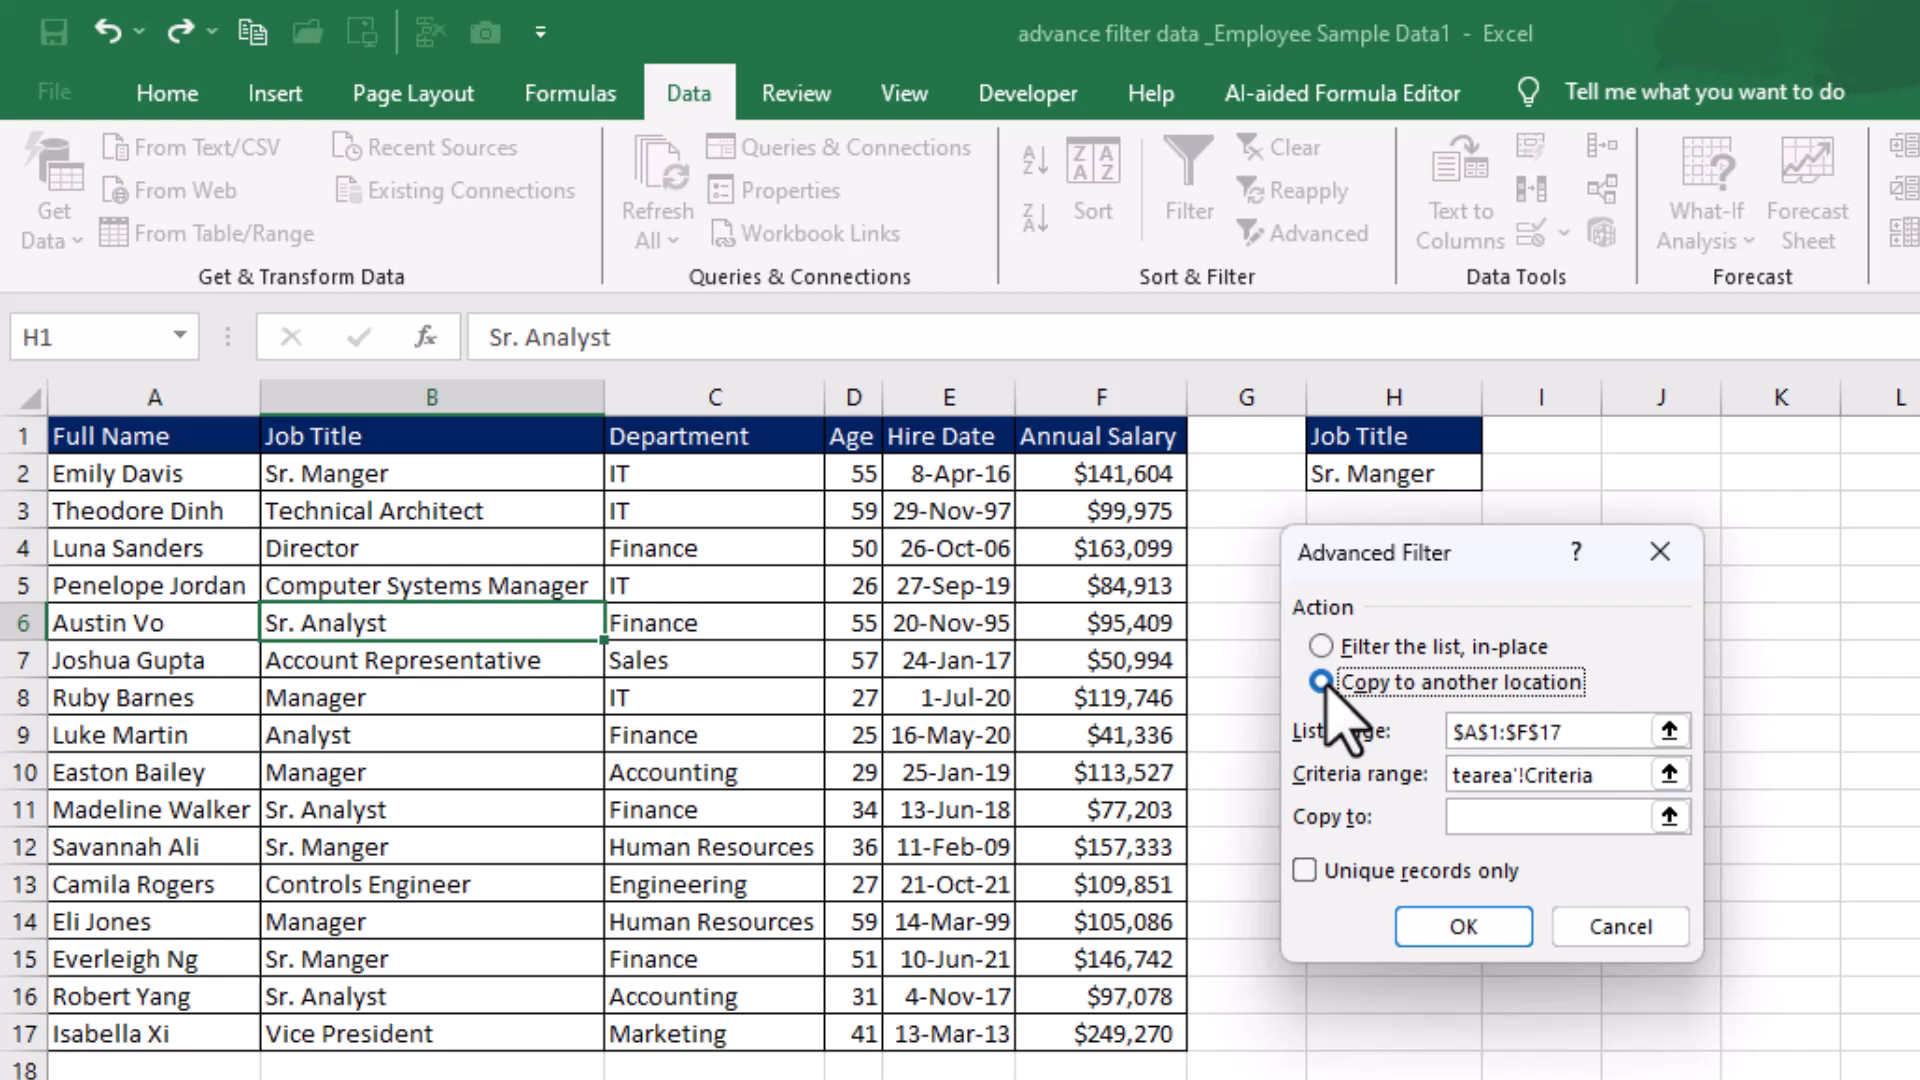 advance filter data _Employee Sample Data1 - Excel
File Home Insert Page Layout Formulas Data Review View Developer Help AI-aided Formula Editor Tell me what you want to do
Get Data
From Text/CSV
From Web
From Table/Range
Recent Sources
Existing Connections
Get & Transform Data
Refresh All
Queries & Connections
Properties
Workbook Links
Queries & Connections
Sort
Filter
Clear
Reapply
Advanced
Sort & Filter
Text to Columns
Data Tools
What-If Analysis
Forecast Sheet
Forecast
H1 fx Sr. Analyst
A B C D E F G H I J K L
1 Full Name Job Title Department Age Hire Date Annual Salary Job Title
2 Emily Davis Sr. Manger IT 55 8-Apr-16 $141,604 Sr. Manger
3 Theodore Dinh Technical Architect IT 59 29-Nov-97 $99,975
4 Luna Sanders Director Finance 50 26-Oct-06 $163,099
5 Penelope Jordan Computer Systems Manager IT 26 27-Sep-19 $84,913
6 Austin Vo Sr. Analyst Finance 55 20-Nov-95 $95,409
7 Joshua Gupta Account Representative Sales 57 24-Jan-17 $50,994
8 Ruby Barnes Manager IT 27 1-Jul-20 $119,746
9 Luke Martin Analyst Finance 25 16-May-20 $41,336
10 Easton Bailey Manager Accounting 29 25-Jan-19 $113,527
11 Madeline Walker Sr. Analyst Finance 34 13-Jun-18 $77,203
12 Savannah Ali Sr. Manger Human Resources 36 11-Feb-09 $157,333
13 Camila Rogers Controls Engineer Engineering 27 21-Oct-21 $109,851
14 Eli Jones Manager Human Resources 59 14-Mar-99 $105,086
15 Everleigh Ng Sr. Manger Finance 51 10-Jun-21 $146,742
16 Robert Yang Sr. Analyst Accounting 31 4-Nov-17 $97,078
17 Isabella Xi Vice President Marketing 41 13-Mar-13 $249,270
18
Advanced Filter ?
Action
Filter the list, in-place
Copy to another location
List $A$1:$F$17
Criteria range: tearea'!Criteria
Copy to:
Unique records only
OK Cancel